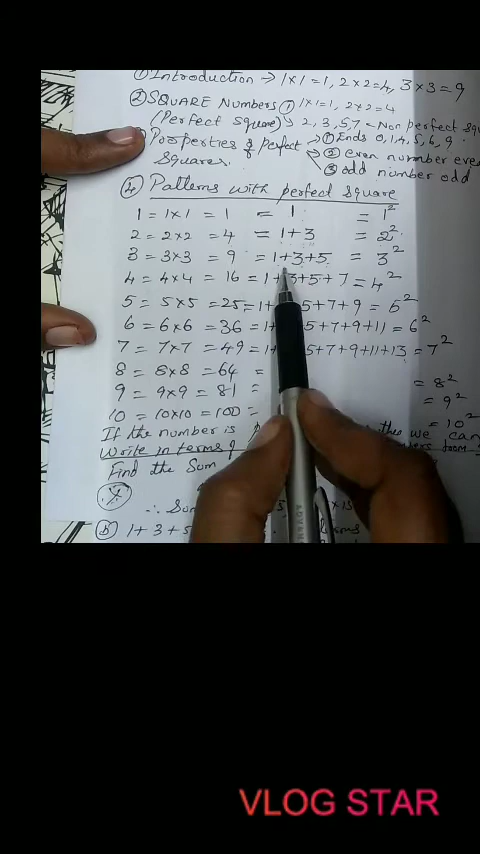 ① Introduction → 1×1=1, 2×2=4, 3×3=9
② SQUARE Numbers ① 1×1=1, 2×2=4
(Perfect Square) 2, 3, 5, 7 - Non perfect squ
Properties of Perfect → ① Ends 0,1,4,5,6,9
Squares. ② even number eve
③ odd number odd
④ Patterns with perfect square
1 = 1×1 = 1 = 1 = 1²
2 = 2×2 = 4 = 1+3 = 2²
3 = 3×3 = 9 = 1+3+5 = 3²
4 = 4×4 = 16 = 1+3+5+7 = 4²
5 = 5×5 = 25 = 1+ 5+7+9 = 5²
6 = 6×6 = 36 = 1+ 5+7+9+11 = 6²
7 = 7×7 = 49 = 1+ 5+7+9+11+13 = 7²
8 = 8×8 = 64 = = 8²
9 = 9×9 = 81 = = 9²
10 = 10×10 = 100 = = 10²
If the number is we can
Write in terms of from
Find the Sum
∴ Sum ×15
ⓑ 1+ 3 + 5
VLOG STAR